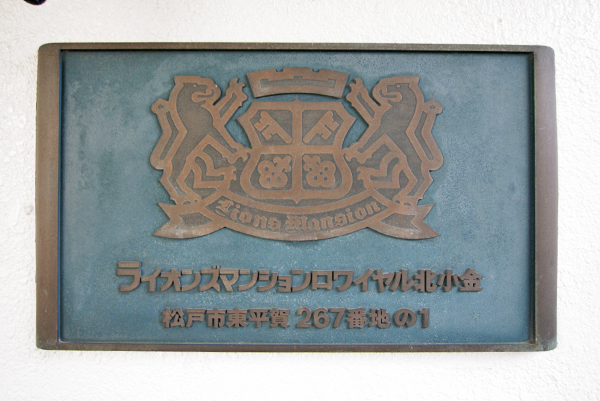 Lions Mansion
ライオンズマンションロワイヤル北小金
松戸市東平賀267番地の1